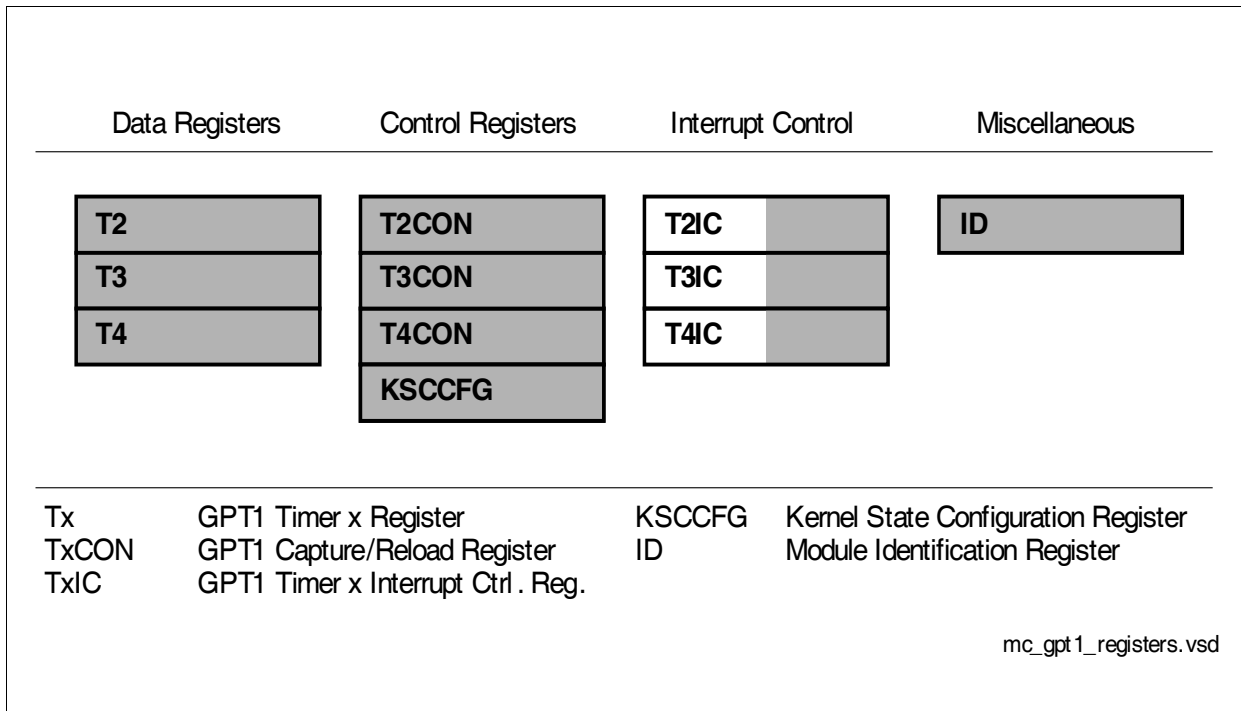 Data Registers Control Registers Interrupt Control Miscellaneous
T2 T2CON T2IC ID
T3 T3CON T3IC
T4 T4CON T4IC
KSCCFG
Tx GPT1 Timer x Register KSCCFG Kernel State Configuration Register
TxCON GPT1 Capture/Reload Register ID Module Identification Register
TxIC GPT1 Timer x Interrupt Ctrl. Reg.
mc_gpt1_registers.vsd